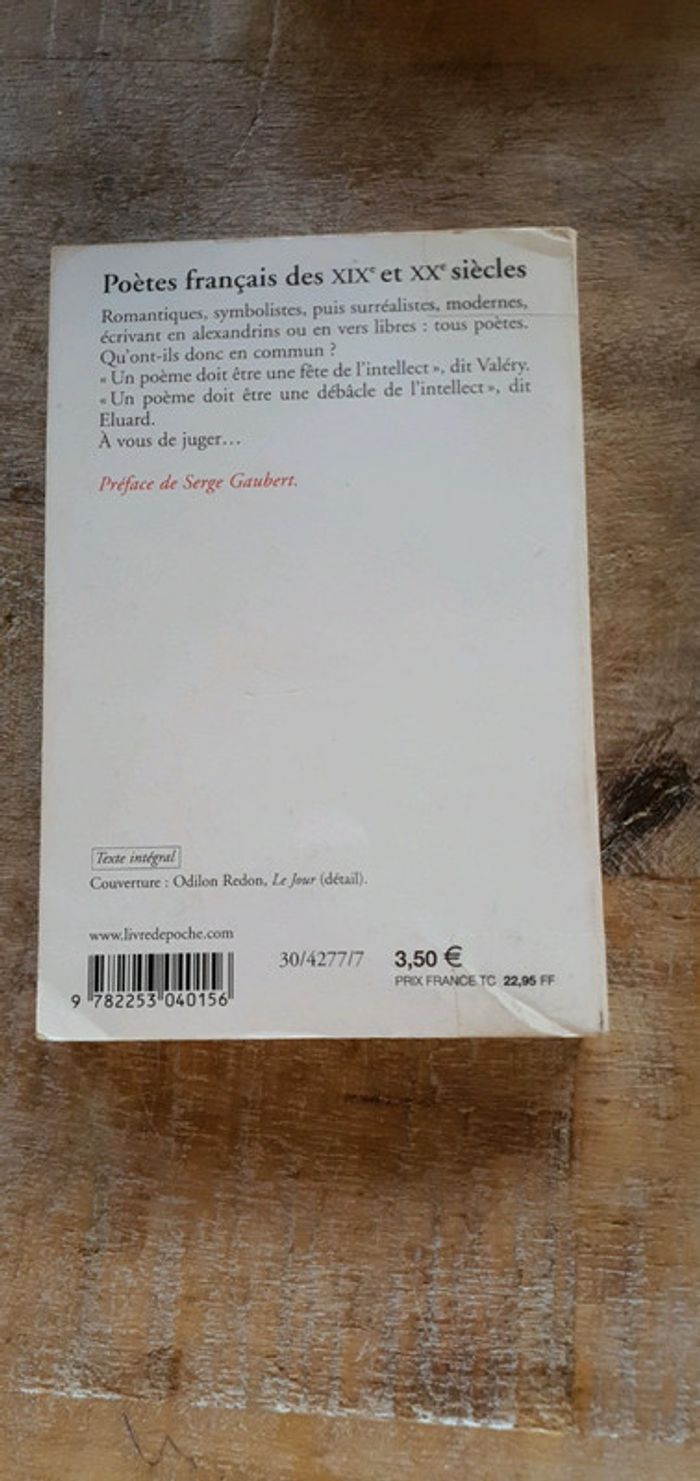 Poètes français des XIXe et XXe siècles
Romantiques, symbolistes, puis surréalistes, modernes,
écrivant en alexandrins ou en vers libres : tous poètes.
Qu'ont-ils donc en commun ?
« Un poème doit être une fête de l'intellect », dit Valéry.
« Un poème doit être une débâcle de l'intellect », dit
Eluard.
À vous de juger…
Préface de Serge Gaubert.
Texte intégral
Couverture : Odilon Redon, Le Jour (détail).
www.livredepoche.com
30/4277/7
3,50 €
PRIX FRANCE TC 22,95 FF
9 782253 040156